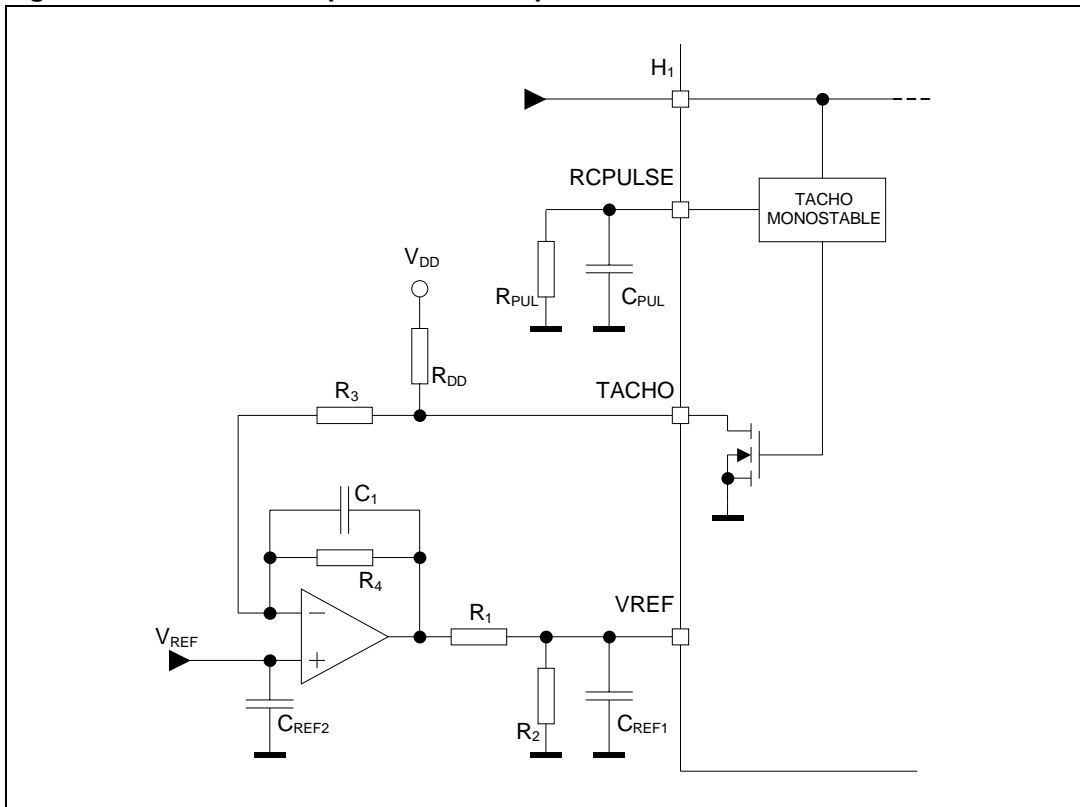 H1
RCPULSE
TACHO
MONOSTABLE
VDD
RPUL
CPUL
RDD
R3
TACHO
C1
R4
VREF
R1
VREF
−
+
CREF2
R2
CREF1